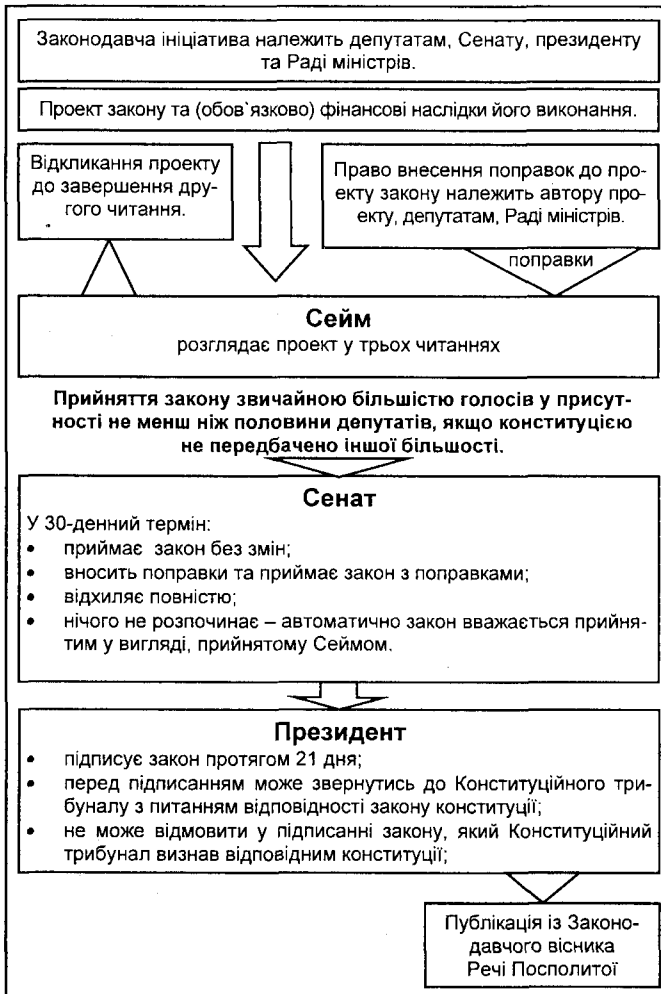 Законодавча ініціатива належить депутатам, Сенату, президенту
та Раді міністрів.
Проект закону та (обов`язково) фінансові наслідки його виконання.
Відкликання проекту
до завершення дру-
гого читання.
Право внесення поправок до про-
екту закону належить автору про-
екту, депутатам, Раді міністрів.
поправки
Сейм
розглядає проект у трьох читаннях
Прийняття закону звичайною більшістю голосів у присут-
ності не менш ніж половини депутатів, якщо конституцією
не передбачено іншої більшості.
Сенат
У 30-денний термін:
• приймає закон без змін;
• вносить поправки та приймає закон з поправками;
• відхиляє повністю;
• нічого не розпочинає – автоматично закон вважається прийня-
тим у вигляді, прийнятому Сеймом.
Президент
• підписує закон протягом 21 дня;
• перед підписанням може звернутись до Конституційного три-
буналу з питанням відповідності закону конституції;
• не може відмовити у підписанні закону, який Конституційний
трибунал визнав відповідним конституції;
Публікація із Законо-
давчого вісника
Речі Посполитої